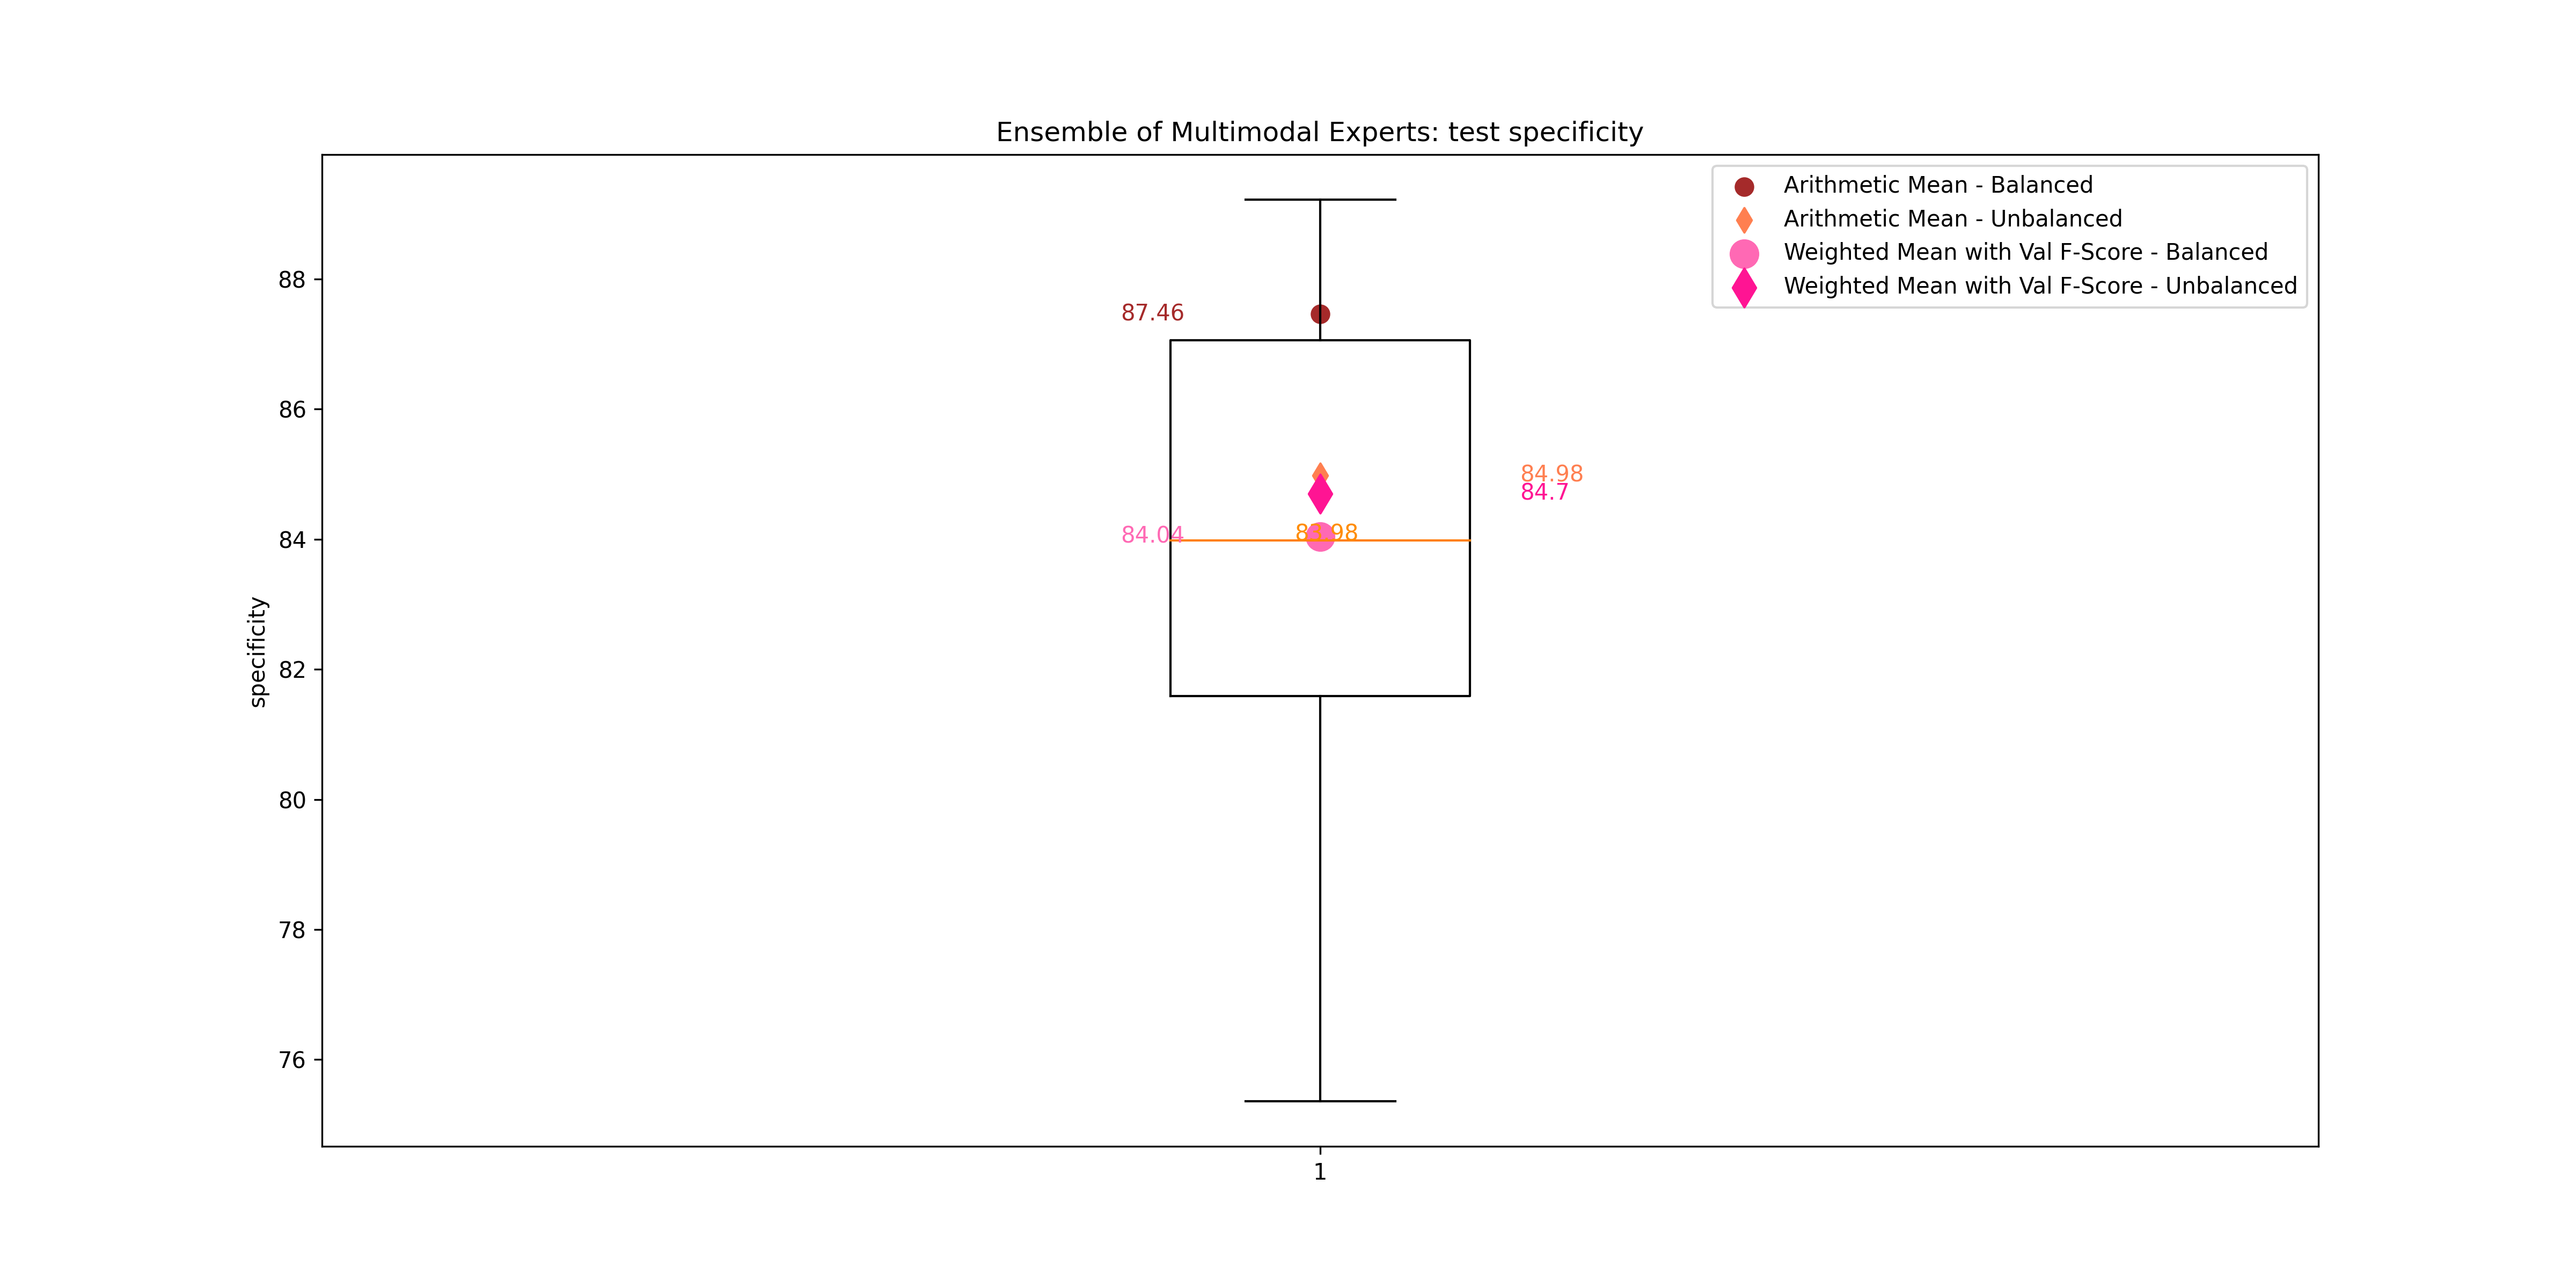 Ensemble of Multimodal Experts: test specificity
Arithmetic Mean - Balanced
Arithmetic Mean - Unbalanced
Weighted Mean with Val F-Score - Balanced
Weighted Mean with Val F-Score - Unbalanced
88
87.46
86
84.98
84.7
84.04
83.98
84
82
specificity
80
78
76
1